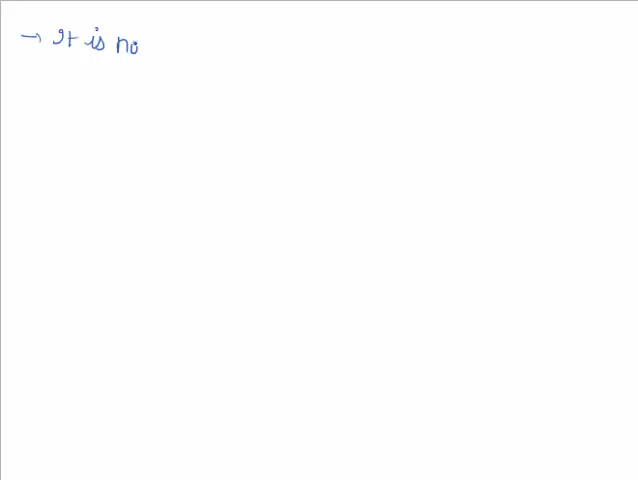 → It is no